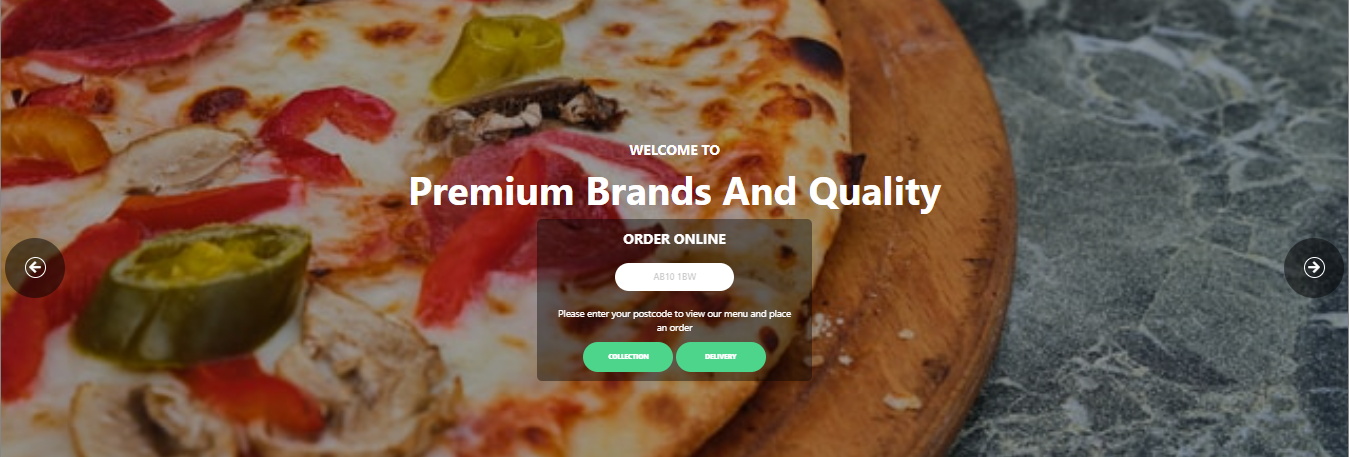 WELCOME TO
Premium Brands And Quality
ORDER ONLINE
AB10 1BW
Please enter your postcode to view our menu and place
an order
COLLECTION DELIVERY